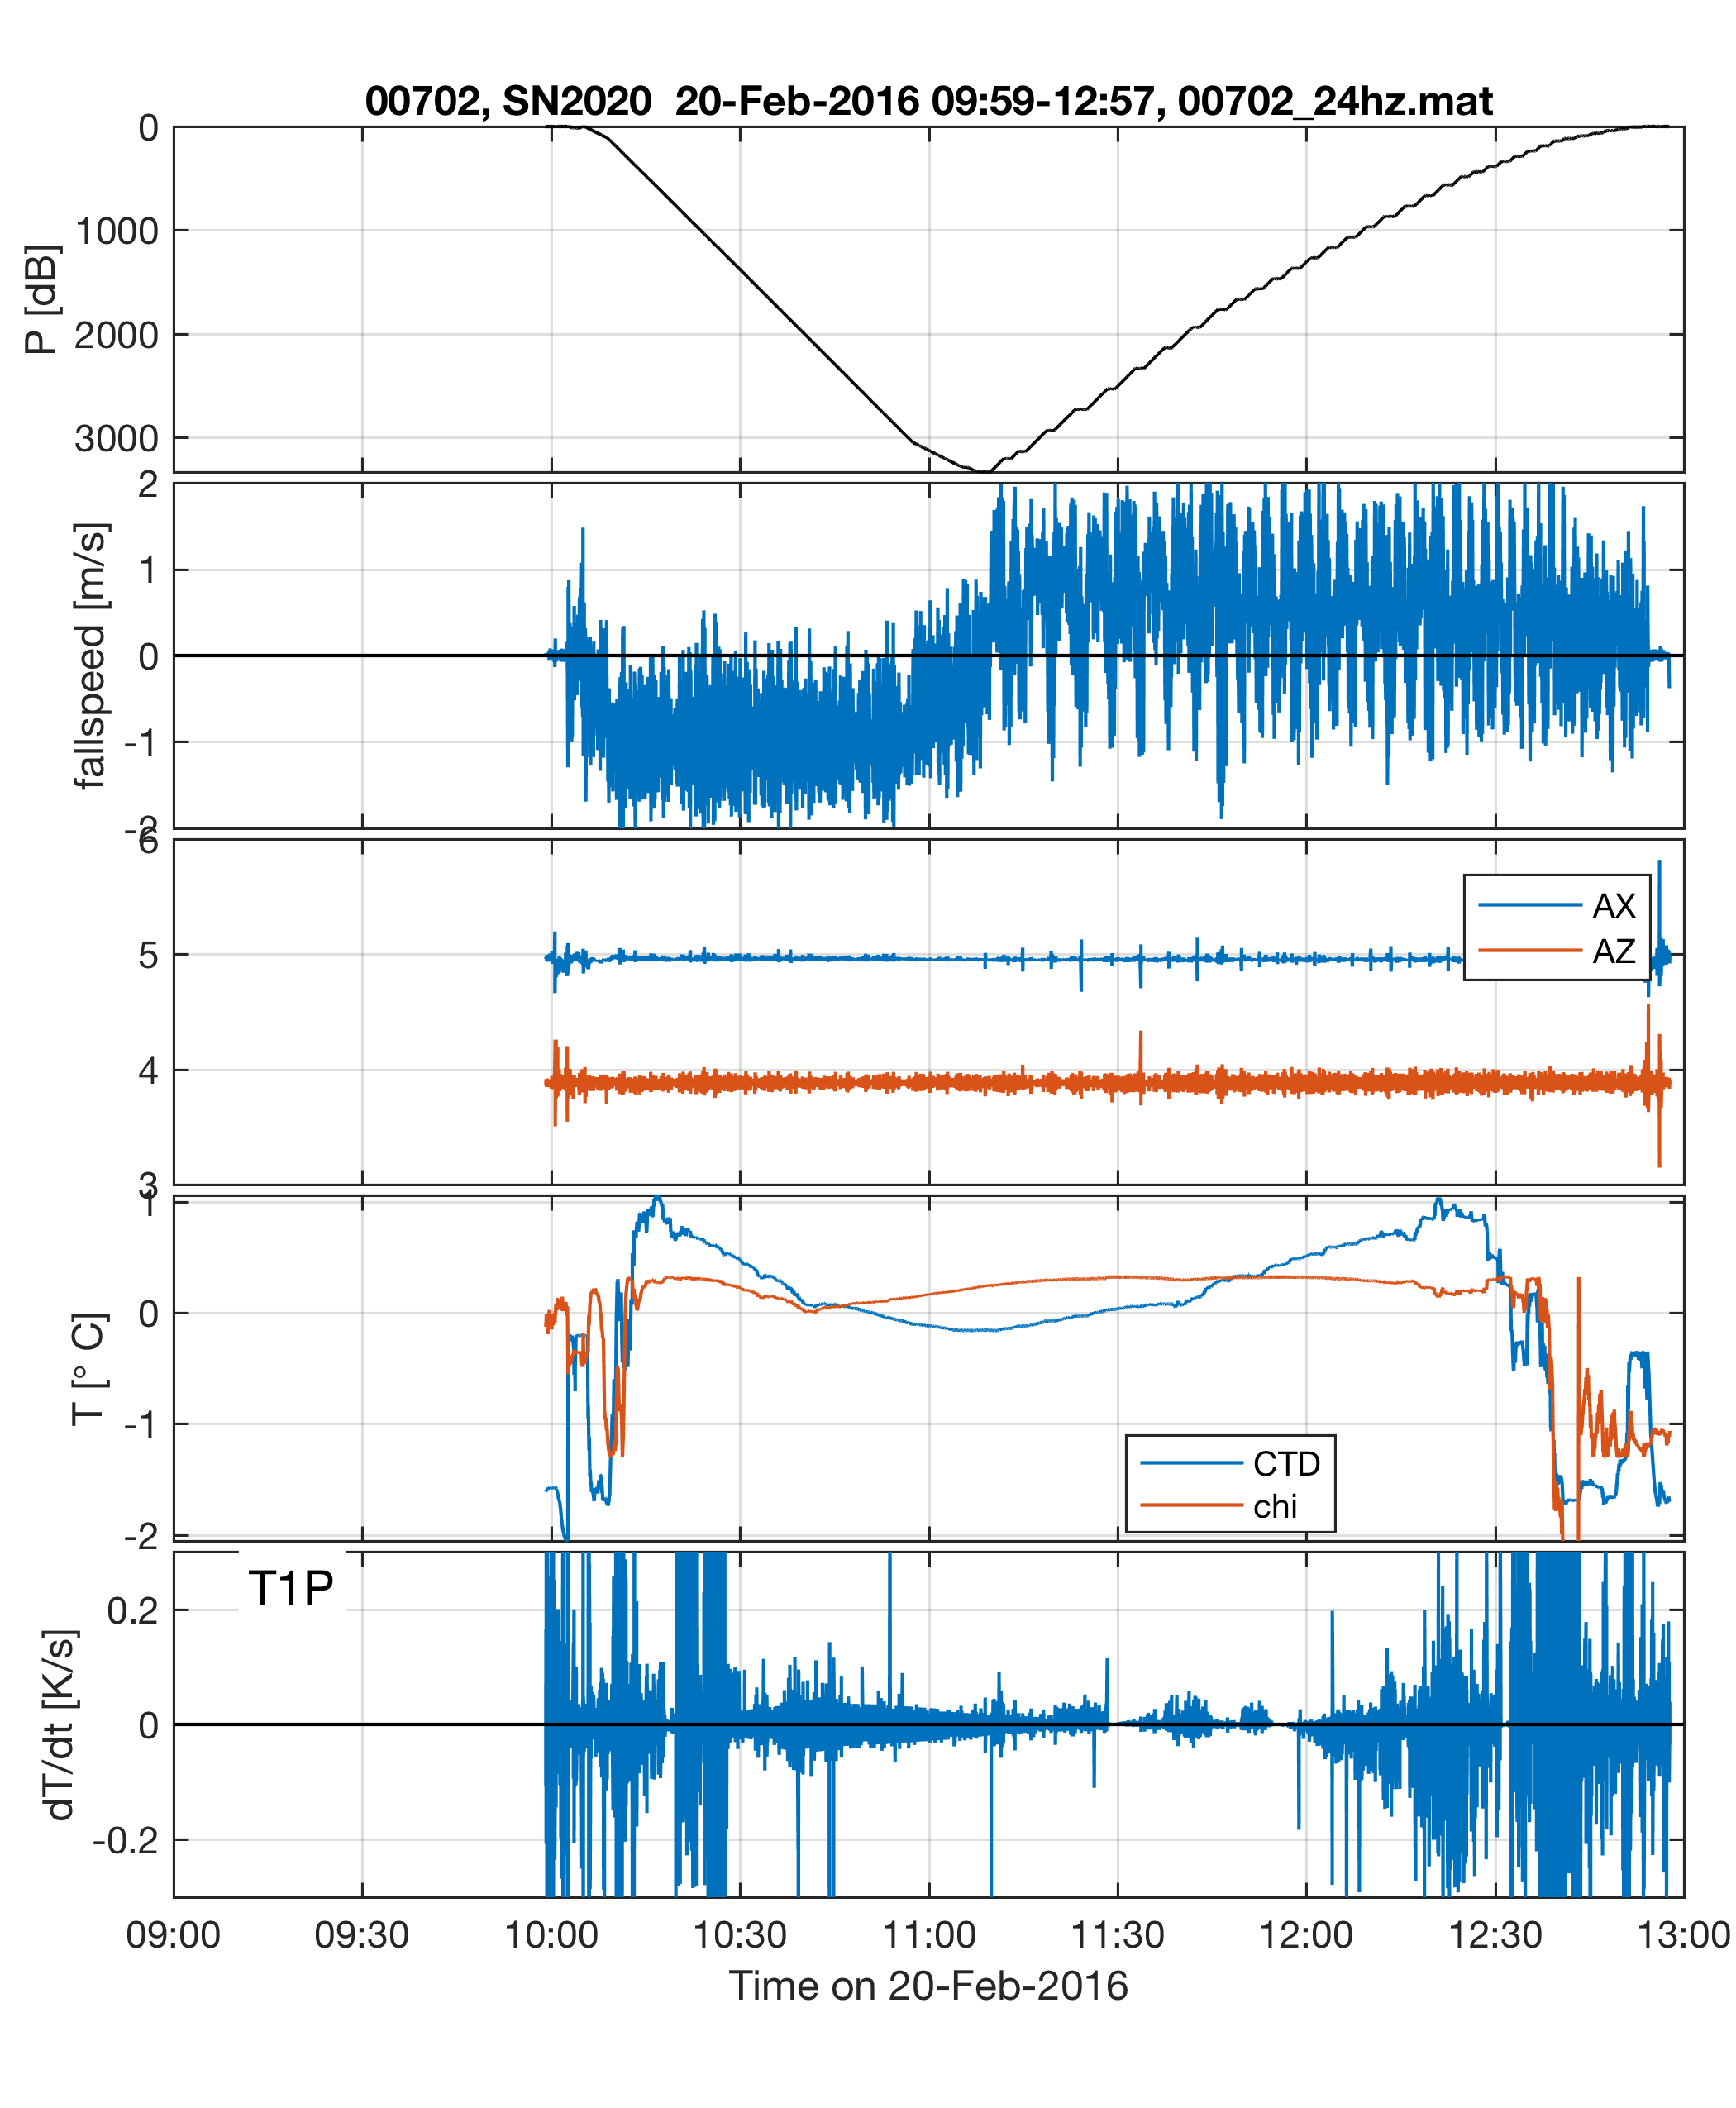 00702, SN2020  20-Feb-2016 09:59-12:57, 00702_24hz.mat
0
1000
2000
3000
P [dB]
2
1
0
-1
-2
fallspeed [m/s]
6
5
4
3
AX
AZ
1
0
-1
-2
T [° C]
CTD
chi
T1P
0.2
0
-0.2
dT/dt [K/s]
09:00 09:30 10:00 10:30 11:00 11:30 12:00 12:30 13:00
Time on 20-Feb-2016